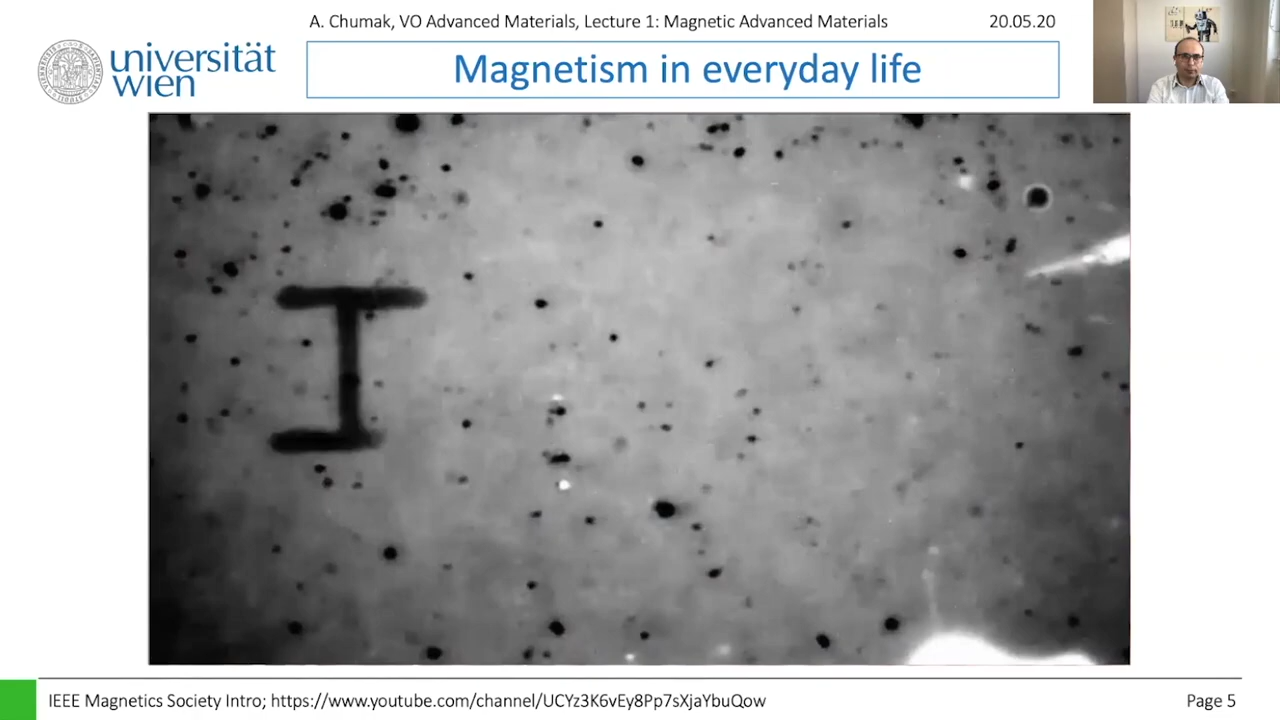 A. Chumak, VO Advanced Materials, Lecture 1: Magnetic Advanced Materials 20.05.20
universität
wien
Magnetism in everyday life
I
IEEE Magnetics Society Intro; https://www.youtube.com/channel/UCYz3K6vEy8Pp7sXjaYbuQow Page 5